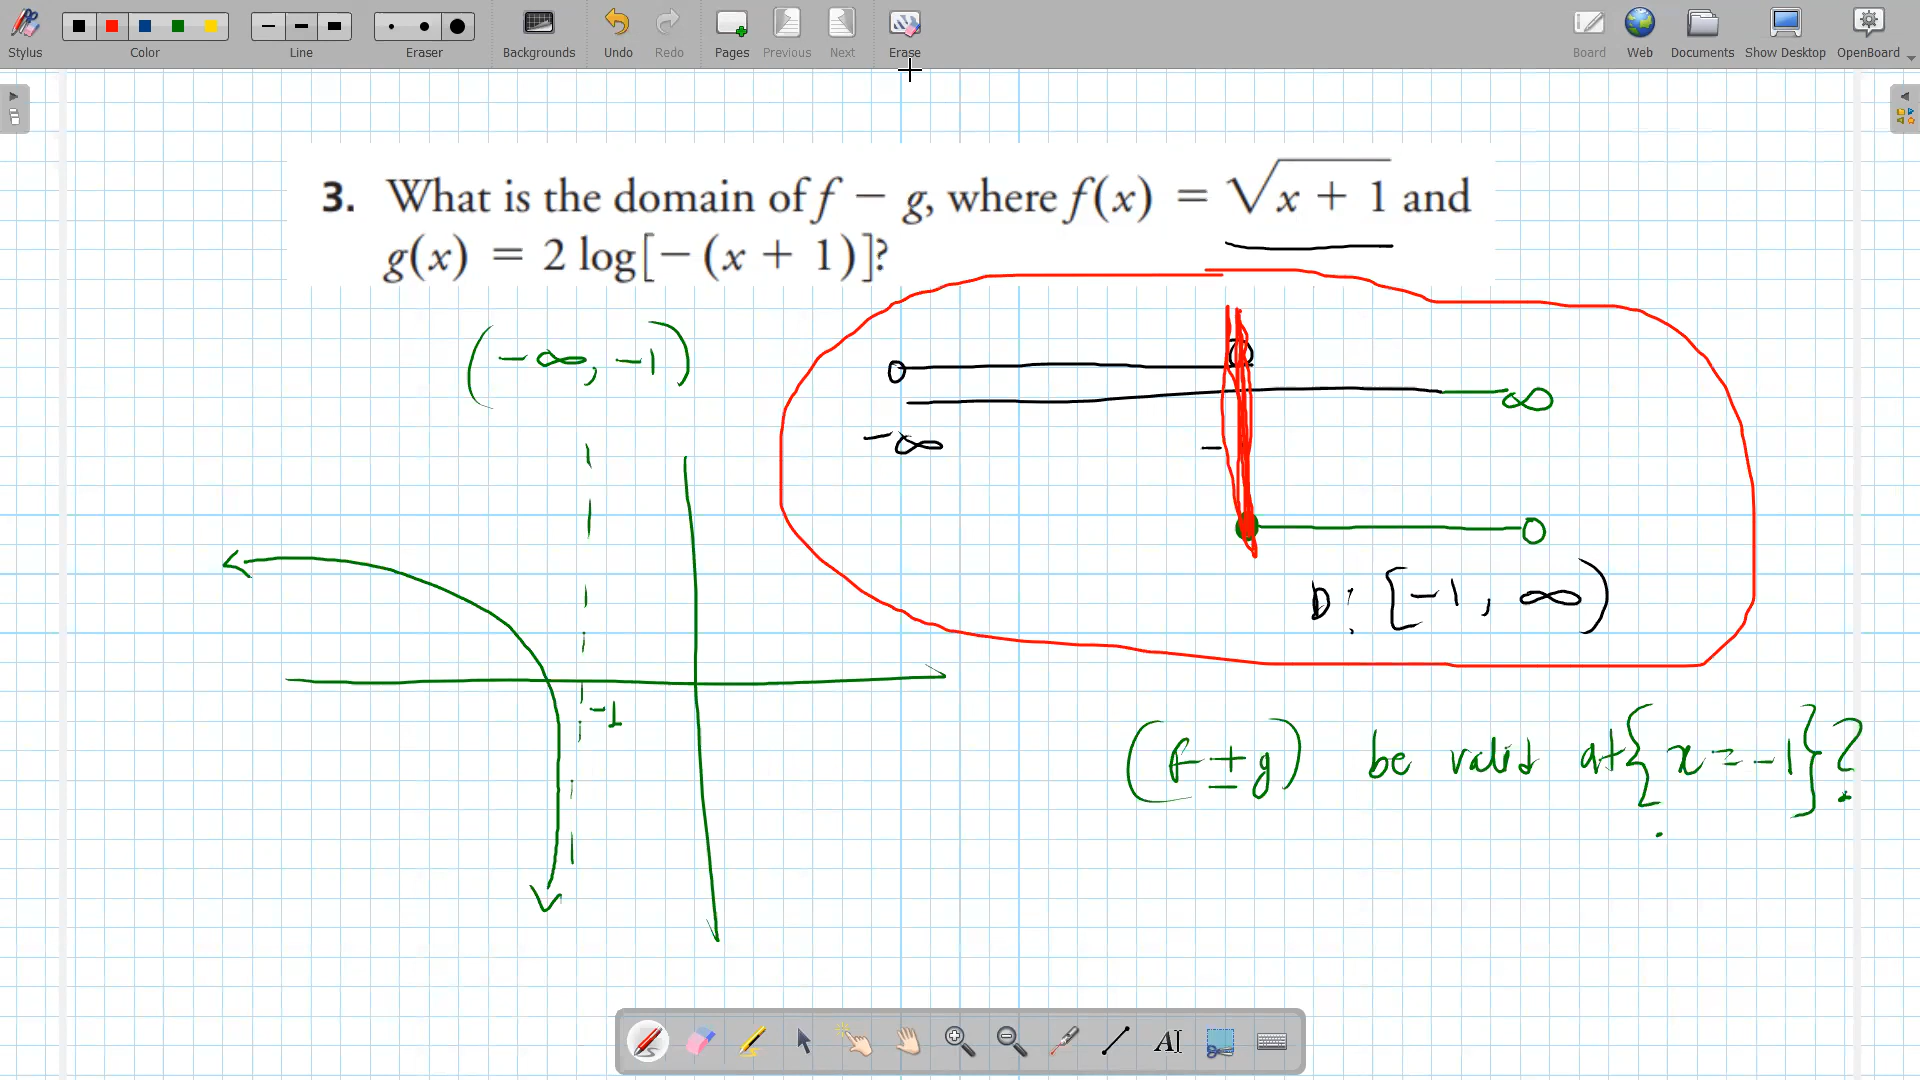 Stylus
Color
Line
Eraser
Backgrounds
Undo
Redo
Pages
Previous
Next
Erase
Board
Web
Documents
Show Desktop
OpenBoard
3. What is the domain of f − g, where f(x) = √x + 1 and
g(x) = 2 log[−(x + 1)]?
(−∞, −1)
∞
−∞
−
D: [−1, ∞)
−1
(f ± g) be valid at {x = −1}?